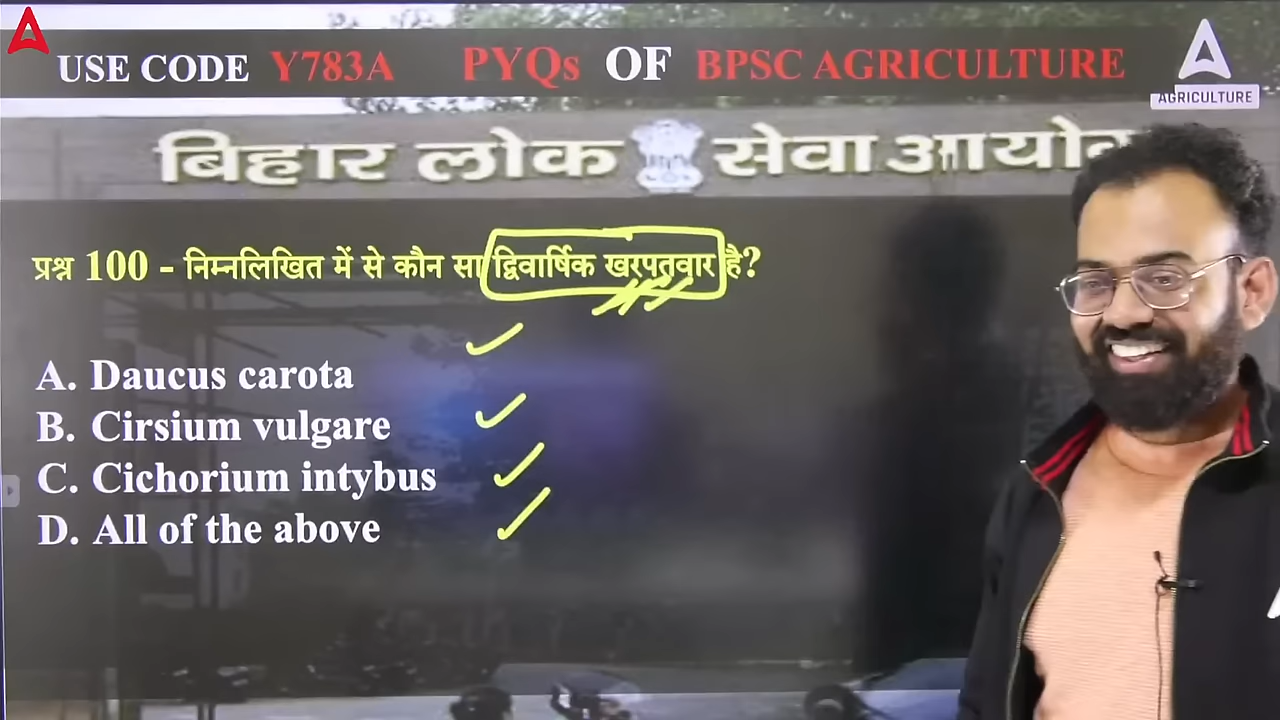 USE CODE Y783A PYQs OF BPSC AGRICULTURE
AGRICULTURE
बिहार लोक सेवा आयो
प्रश्न 100 - निम्नलिखित में से कौन सा द्विवार्षिक खरपतवार है?
A. Daucus carota
B. Cirsium vulgare
C. Cichorium intybus
D. All of the above